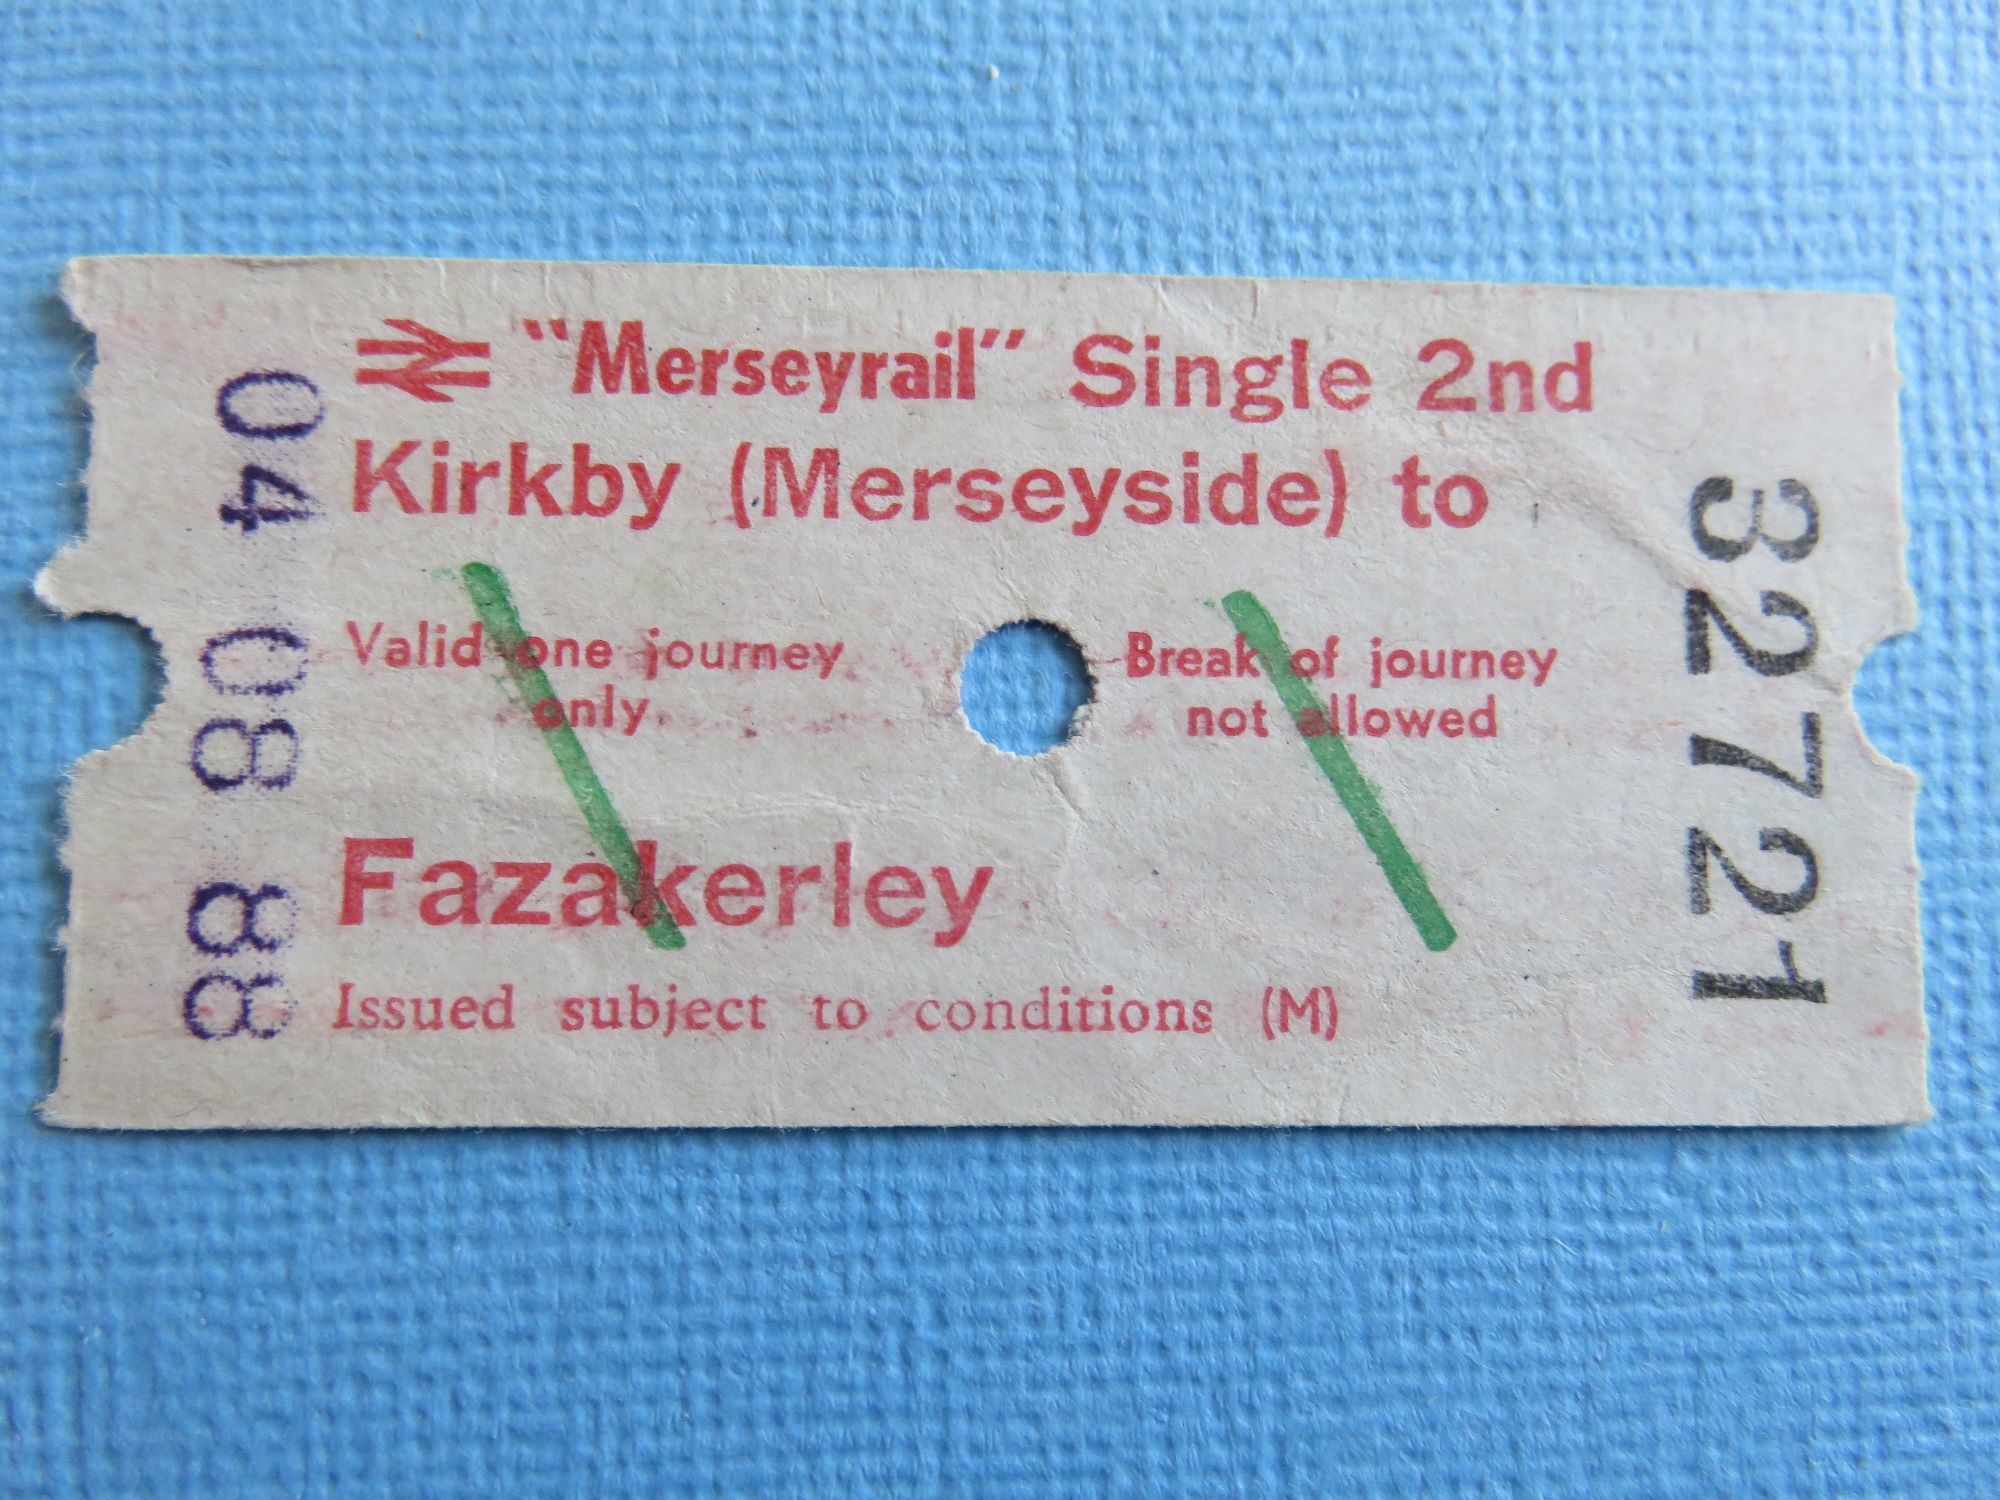 "Merseyrail" Single 2nd
Kirkby (Merseyside) to
Valid one journey
only.
Break of journey
not allowed
Fazakerley
Issued subject to conditions (M)
04 08 88
32721